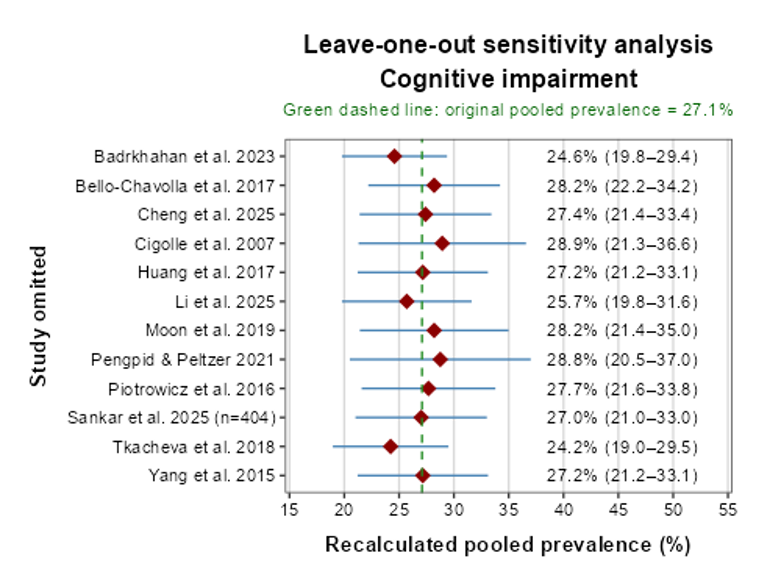 Leave-one-out sensitivity analysis
Cognitive impairment
Green dashed line: original pooled prevalence = 27.1%
Study omitted
Badrkhahan et al. 2023 24.6% (19.8–29.4)
Bello-Chavolla et al. 2017 28.2% (22.2–34.2)
Cheng et al. 2025 27.4% (21.4–33.4)
Cigolle et al. 2007 28.9% (21.3–36.6)
Huang et al. 2017 27.2% (21.2–33.1)
Li et al. 2025 25.7% (19.8–31.6)
Moon et al. 2019 28.2% (21.4–35.0)
Pengpid & Peltzer 2021 28.8% (20.5–37.0)
Piotrowicz et al. 2016 27.7% (21.6–33.8)
Sankar et al. 2025 (n=404) 27.0% (21.0–33.0)
Tkacheva et al. 2018 24.2% (19.0–29.5)
Yang et al. 2015 27.2% (21.2–33.1)
15 20 25 30 35 40 45 50 55
Recalculated pooled prevalence (%)